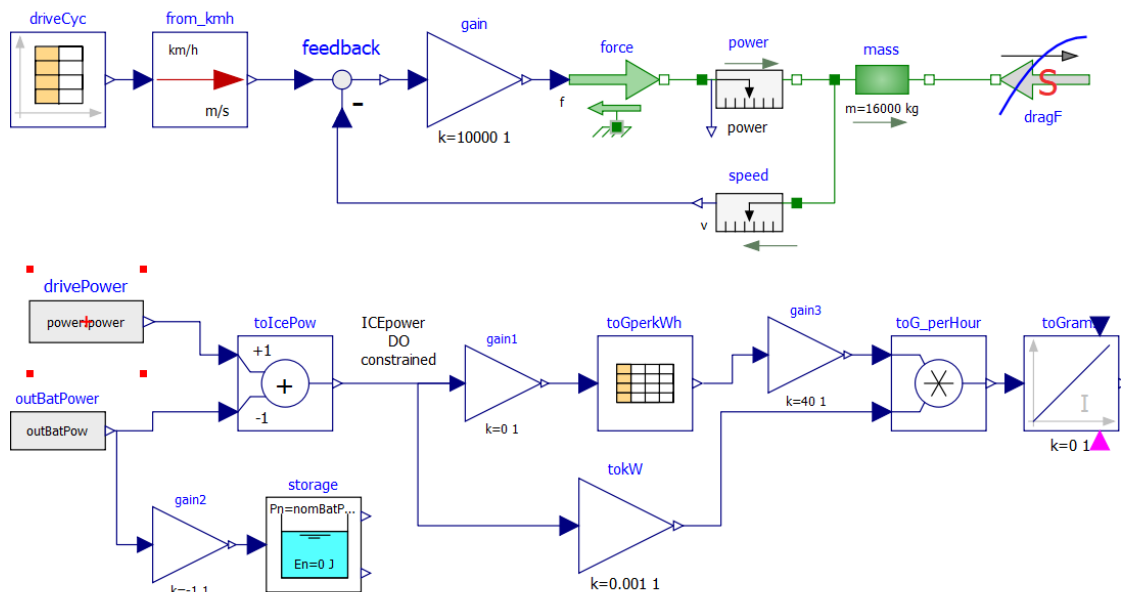 driveCyc
from_kmh
gain
force
power
mass
feedback
km/h
m/s
-
f
S
m=16000 kg
k=10000 1
power
dragF
speed
v
drivePower
power.power
toIcePow
ICEpower
DO
constrained
gain1
toGperkWh
gain3
toG_perHour
+1
+
-1
k=0 1
k=40 1
I
k=0 1
outBatPower
outBatPow
tokW
gain2
storage
Pn=nomBatP...
En=0 J
k=-1 1
k=0.001 1